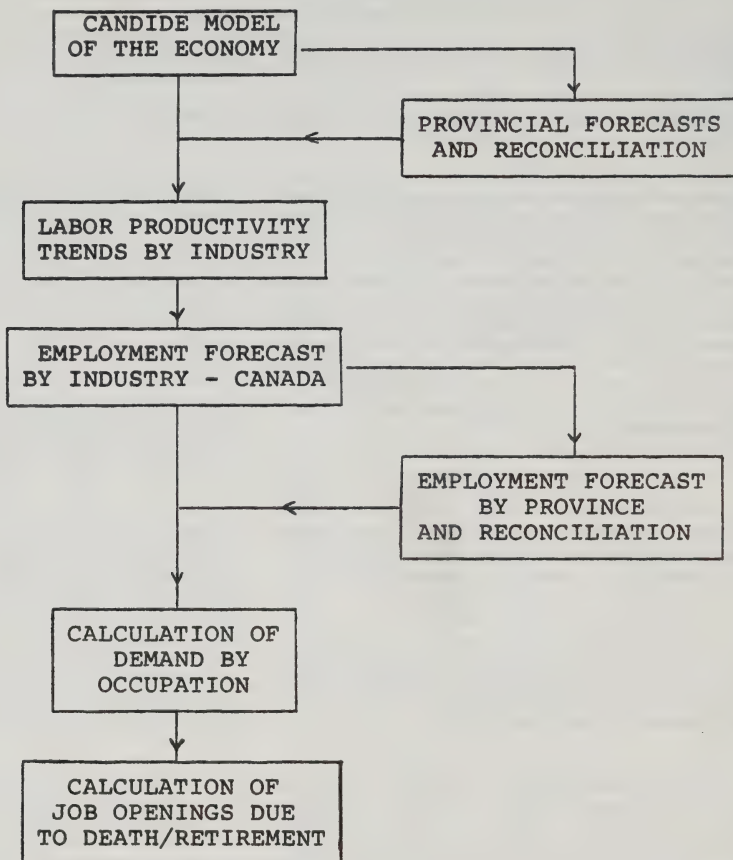 CANDIDE MODEL
OF THE ECONOMY
PROVINCIAL FORECASTS
AND RECONCILIATION
LABOR PRODUCTIVITY
TRENDS BY INDUSTRY
EMPLOYMENT FORECAST
BY INDUSTRY - CANADA
EMPLOYMENT FORECAST
BY PROVINCE
AND RECONCILIATION
CALCULATION OF
DEMAND BY
OCCUPATION
CALCULATION OF
JOB OPENINGS DUE
TO DEATH/RETIREMENT